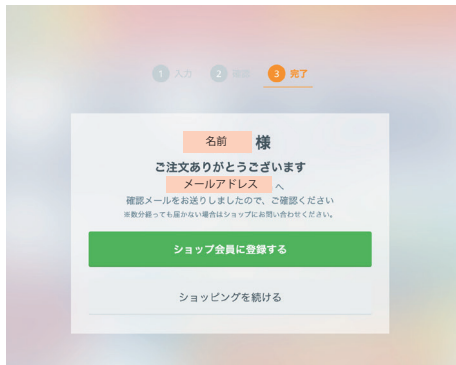 1 入力 2 確認 3 完了
名前 様
ご注文ありがとうございます
メールアドレス へ
確認メールをお送りしましたので、ご確認ください
※数分経っても届かない場合はショップにお問い合わせください。
ショップ会員に登録する
ショッピングを続ける